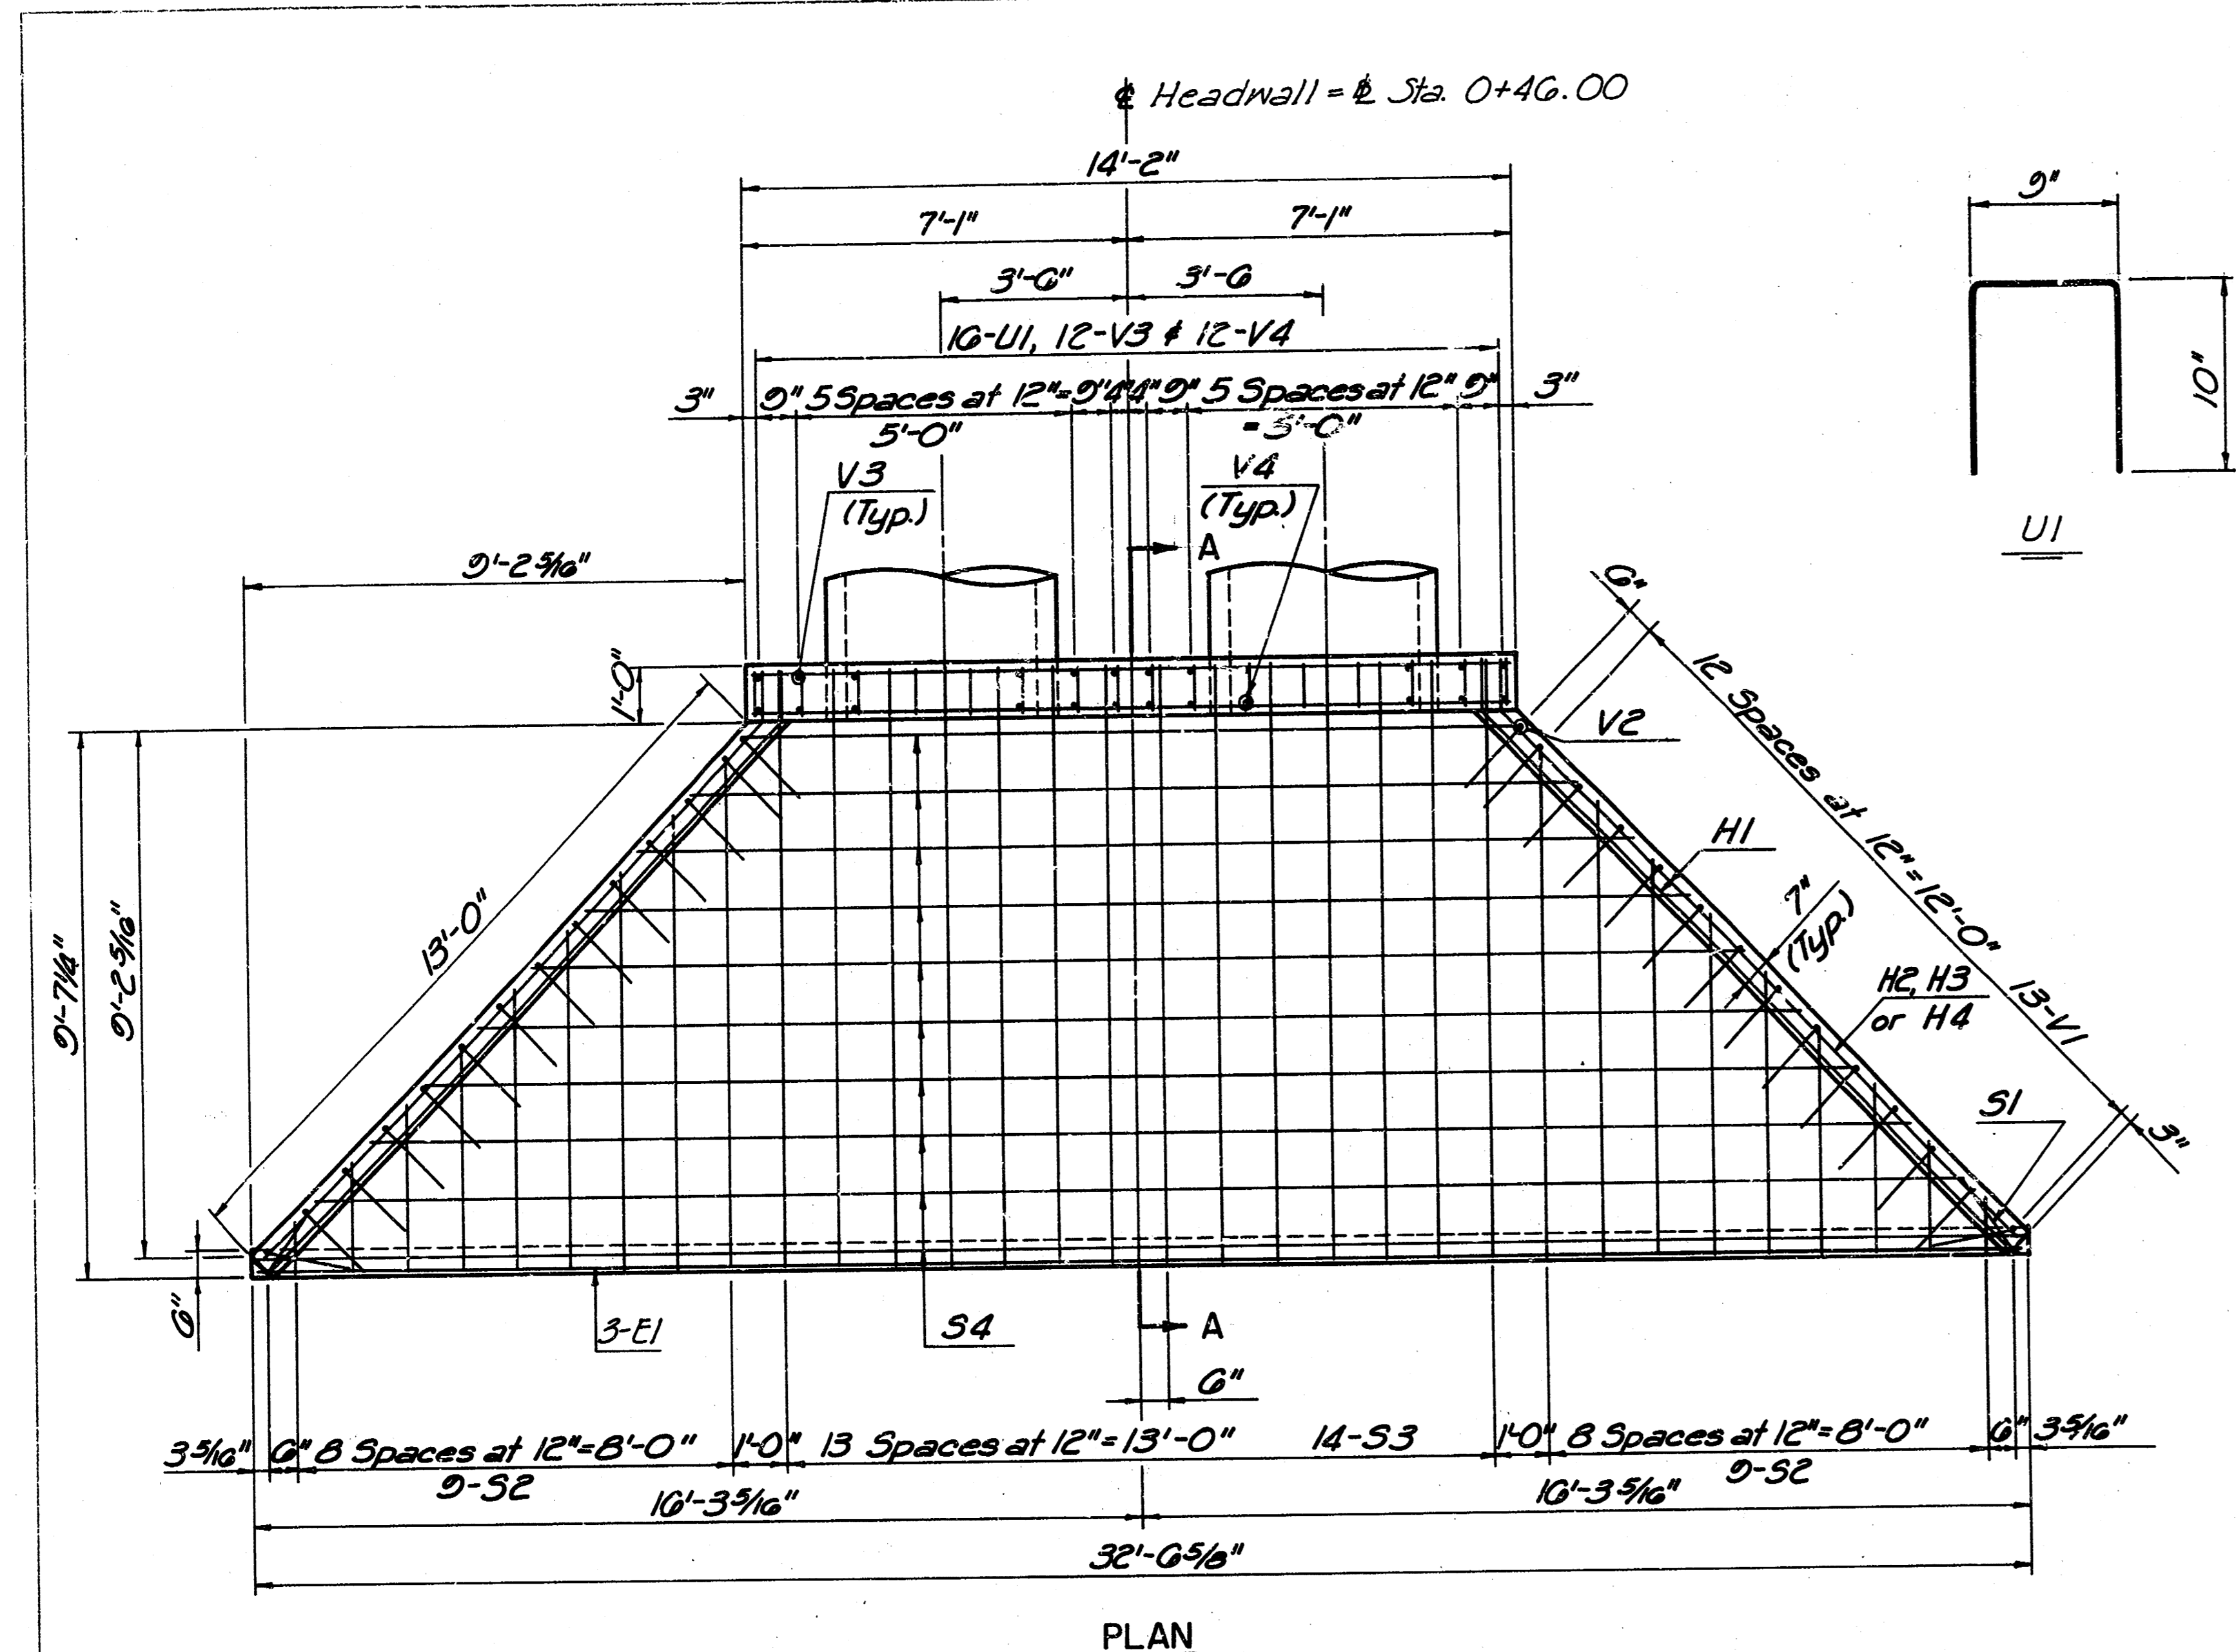 ℄ Headwall = ℄ Sta. 0+46.00
14'-2"
7'-1" 7'-1"
3'-6" 3'-6
16-U1, 12-V3 & 12-V4
3" 9" 5 Spaces at 12"= 9" 4" 4" 9" 5 Spaces at 12" 9" 3"
5'-0" = 5'-0"
V3
(Typ.)
V4
(Typ.)
A
9"
10"
U1
9'-2 5/16"
1'-0"
6"
12 Spaces at 12"=12'-0" 13-V1
3"
V2
H1
7"
(Typ.)
H2, H3
or H4
S1
13'-0"
9'-7 1/4"
9'-2 5/16"
6"
3-E1
S4
A
6"
3 5/16" 6" 8 Spaces at 12"=8'-0" 1'-0" 13 Spaces at 12"=13'-0" 14-S3 1'-0" 8 Spaces at 12"=8'-0" 6" 3 5/16"
9-S2 9-S2
16'-3 5/16" 16'-3 5/16"
32'-6 5/8"
PLAN